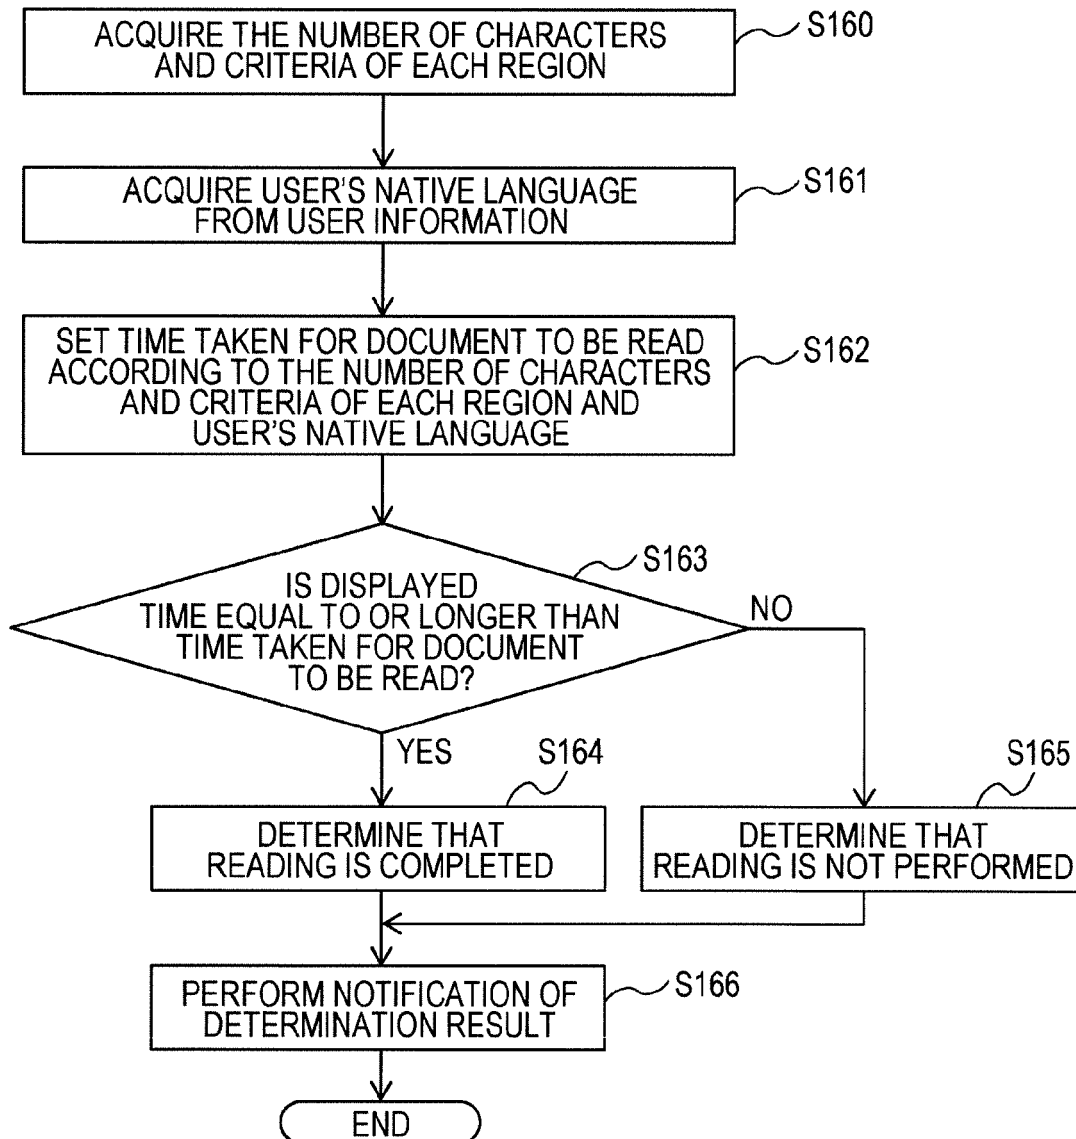 ACQUIRE THE NUMBER OF CHARACTERS
AND CRITERIA OF EACH REGION
S160
ACQUIRE USER'S NATIVE LANGUAGE
FROM USER INFORMATION
S161
SET TIME TAKEN FOR DOCUMENT TO BE READ
ACCORDING TO THE NUMBER OF CHARACTERS
AND CRITERIA OF EACH REGION AND
USER'S NATIVE LANGUAGE
S162
S163
IS DISPLAYED
TIME EQUAL TO OR LONGER THAN
TIME TAKEN FOR DOCUMENT
TO BE READ?
NO
YES
S164
S165
DETERMINE THAT
READING IS COMPLETED
DETERMINE THAT
READING IS NOT PERFORMED
PERFORM NOTIFICATION OF
DETERMINATION RESULT
S166
END